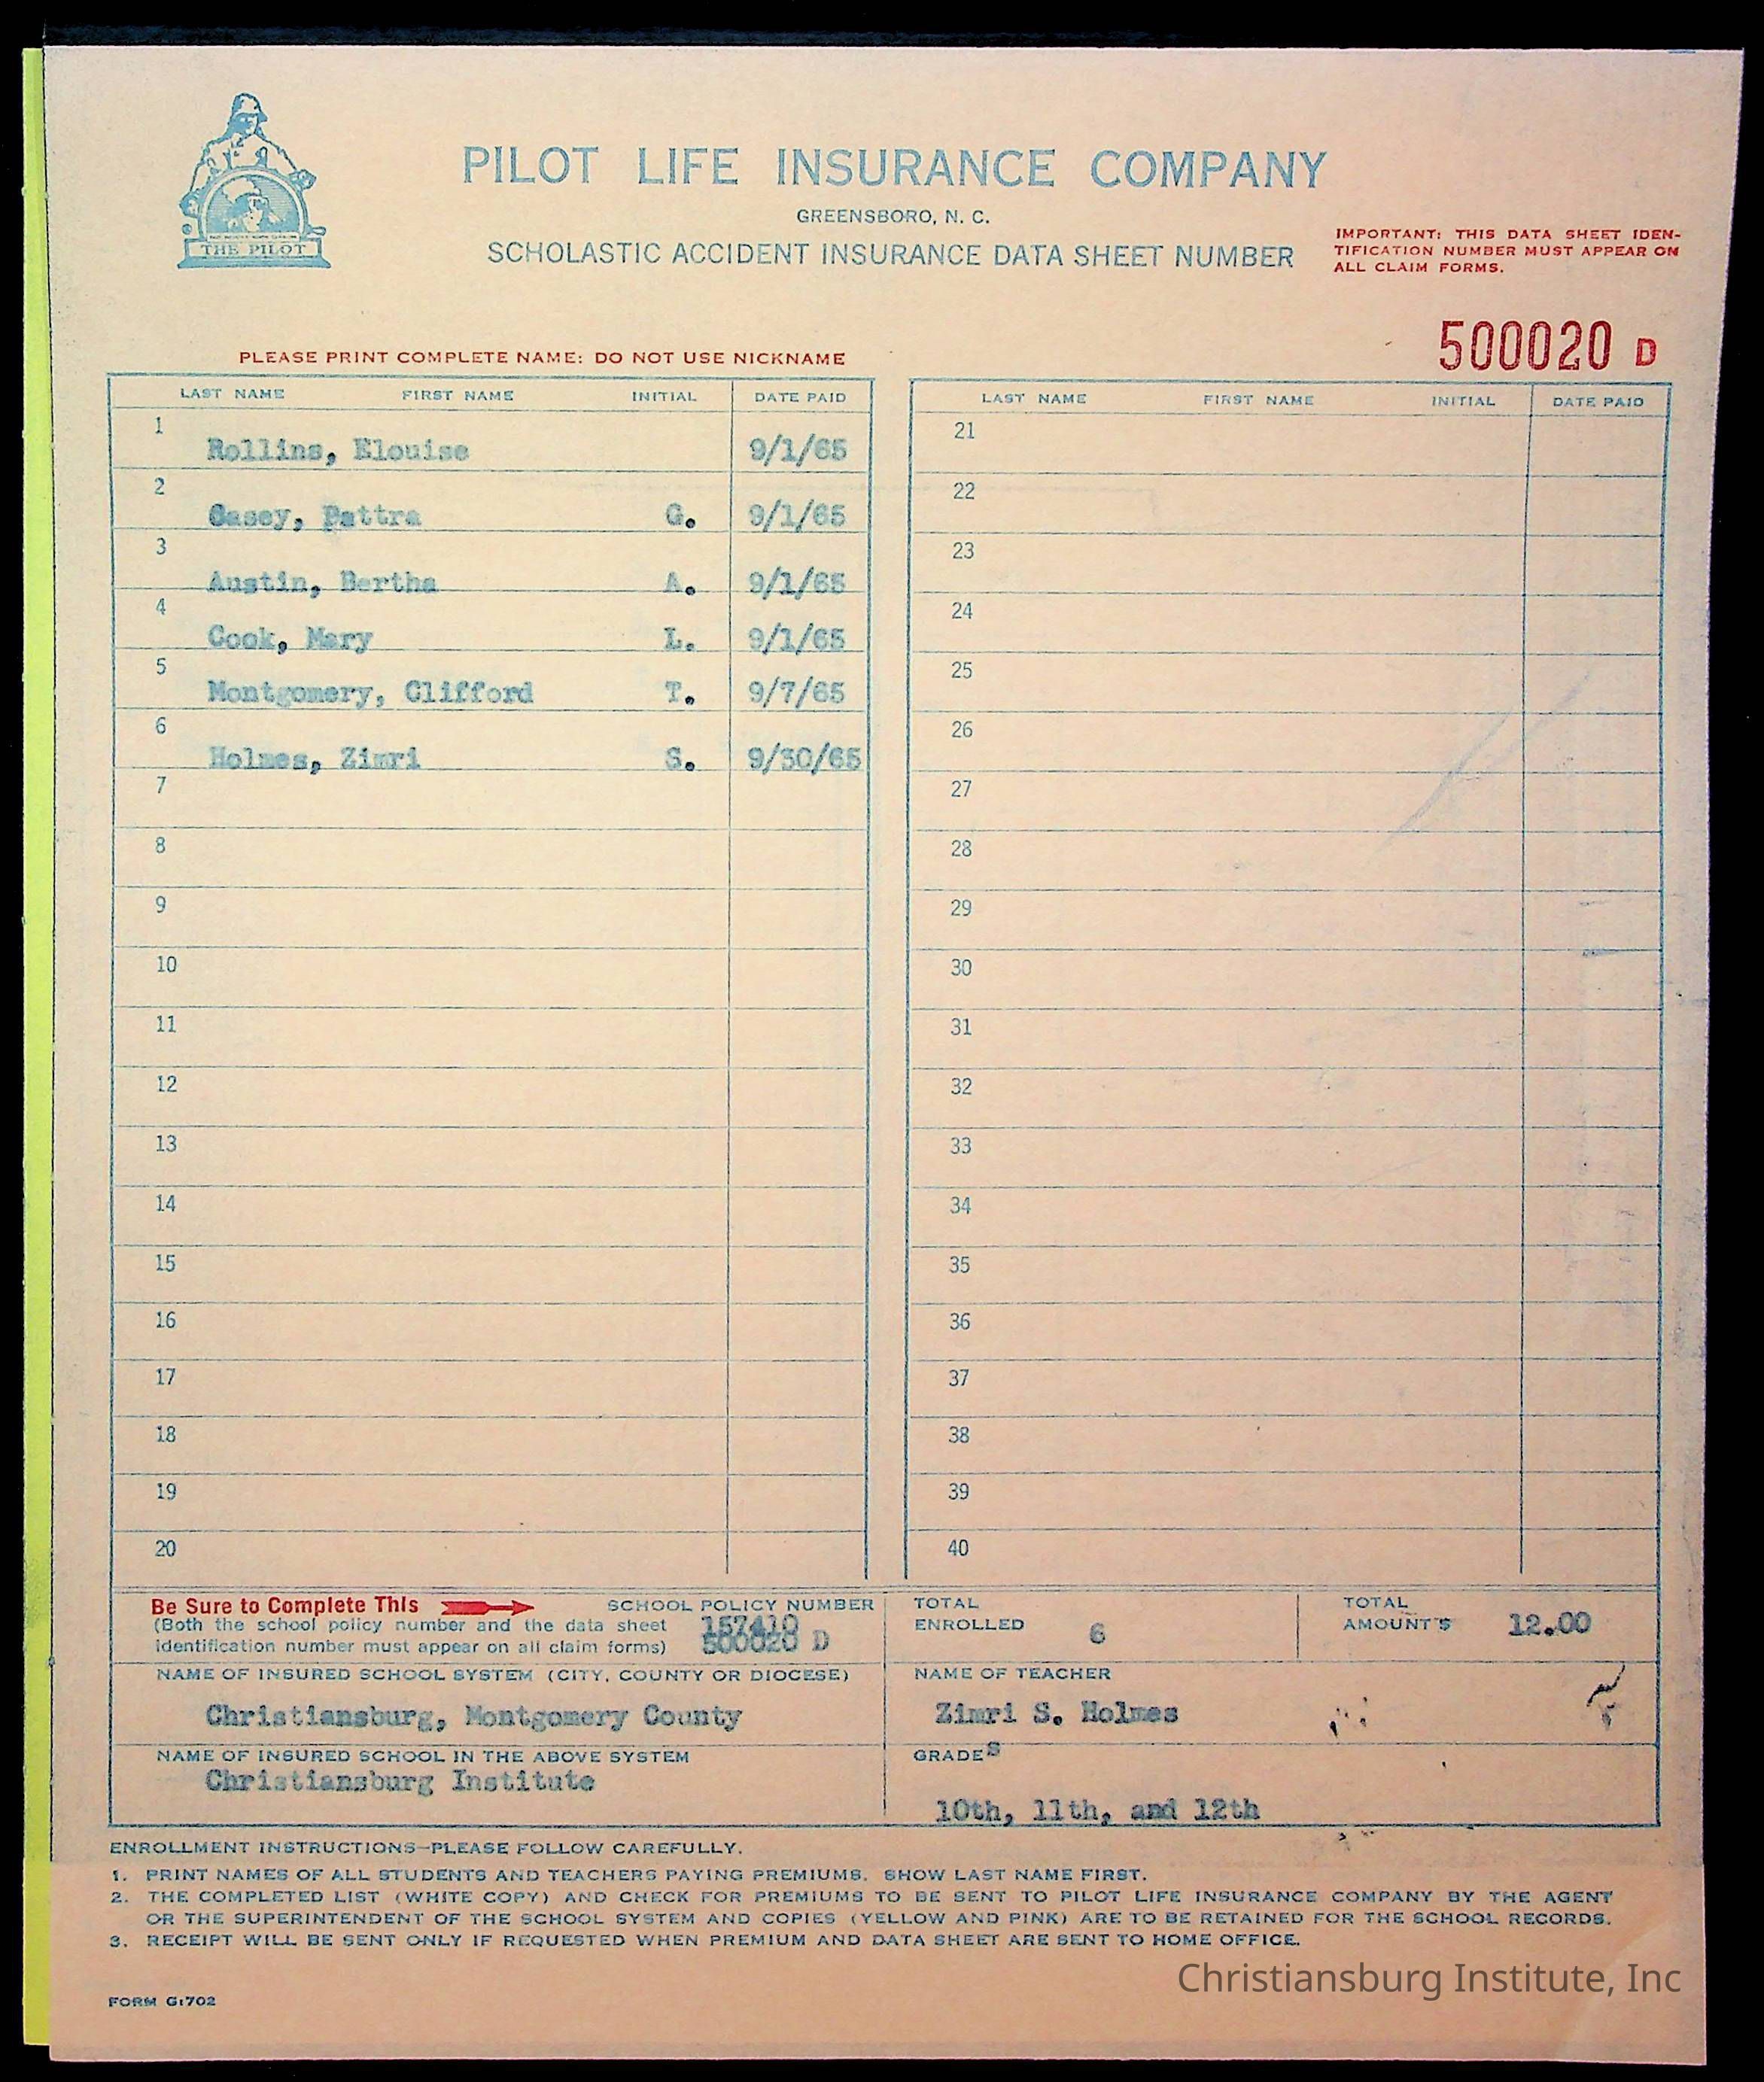 THE PILOT
PILOT LIFE INSURANCE COMPANY
GREENSBORO, N. C.
SCHOLASTIC ACCIDENT INSURANCE DATA SHEET NUMBER
IMPORTANT: THIS DATA SHEET IDEN-
TIFICATION NUMBER MUST APPEAR ON
ALL CLAIM FORMS.
500020 D
PLEASE PRINT COMPLETE NAME: DO NOT USE NICKNAME
LAST NAME FIRST NAME INITIAL DATE PAID
1 Rollins, Elouise 9/1/65
2 Casey, Pattra G. 9/1/65
3 Austin, Bertha A. 9/1/65
4 Cook, Mary L. 9/1/65
5 Montgomery, Clifford T. 9/7/65
6 Holmes, Zimri S. 9/30/65
7
8
9
10
11
12
13
14
15
16
17
18
19
20
LAST NAME FIRST NAME INITIAL DATE PAID
21
22
23
24
25
26
27
28
29
30
31
32
33
34
35
36
37
38
39
40
Be Sure to Complete This SCHOOL POLICY NUMBER
(Both the school policy number and the data sheet 157410
identification number must appear on all claim forms) 500020 D
TOTAL
ENROLLED 6
TOTAL
AMOUNT $ 12.00
NAME OF INSURED SCHOOL SYSTEM (CITY, COUNTY OR DIOCESE)
Christiansburg, Montgomery County
NAME OF TEACHER
Zimri S. Holmes
NAME OF INSURED SCHOOL IN THE ABOVE SYSTEM
Christiansburg Institute
GRADES
10th, 11th, and 12th
ENROLLMENT INSTRUCTIONS—PLEASE FOLLOW CAREFULLY.
1. PRINT NAMES OF ALL STUDENTS AND TEACHERS PAYING PREMIUMS. SHOW LAST NAME FIRST.
2. THE COMPLETED LIST (WHITE COPY) AND CHECK FOR PREMIUMS TO BE SENT TO PILOT LIFE INSURANCE COMPANY BY THE AGENT
OR THE SUPERINTENDENT OF THE SCHOOL SYSTEM AND COPIES (YELLOW AND PINK) ARE TO BE RETAINED FOR THE SCHOOL RECORDS.
3. RECEIPT WILL BE SENT ONLY IF REQUESTED WHEN PREMIUM AND DATA SHEET ARE SENT TO HOME OFFICE.
Christiansburg Institute, Inc
FORM G:702